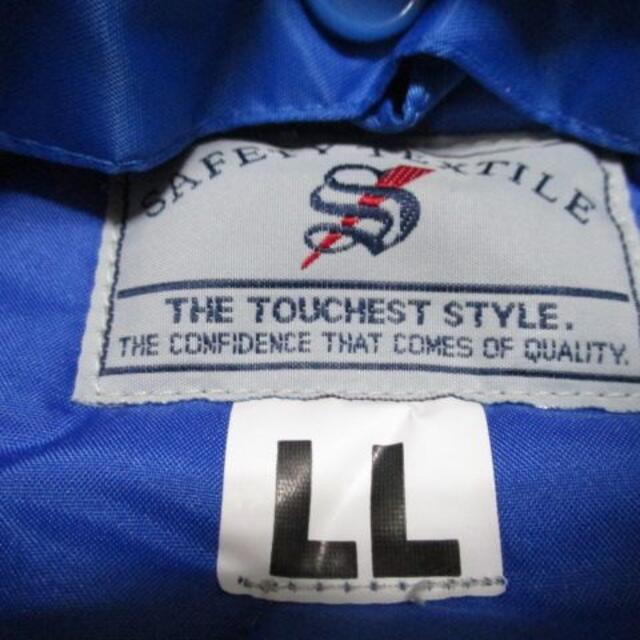 SAFETY TEXTILE
S
THE TOUCHEST STYLE.
THE CONFIDENCE THAT COMES OF QUALITY.
LL